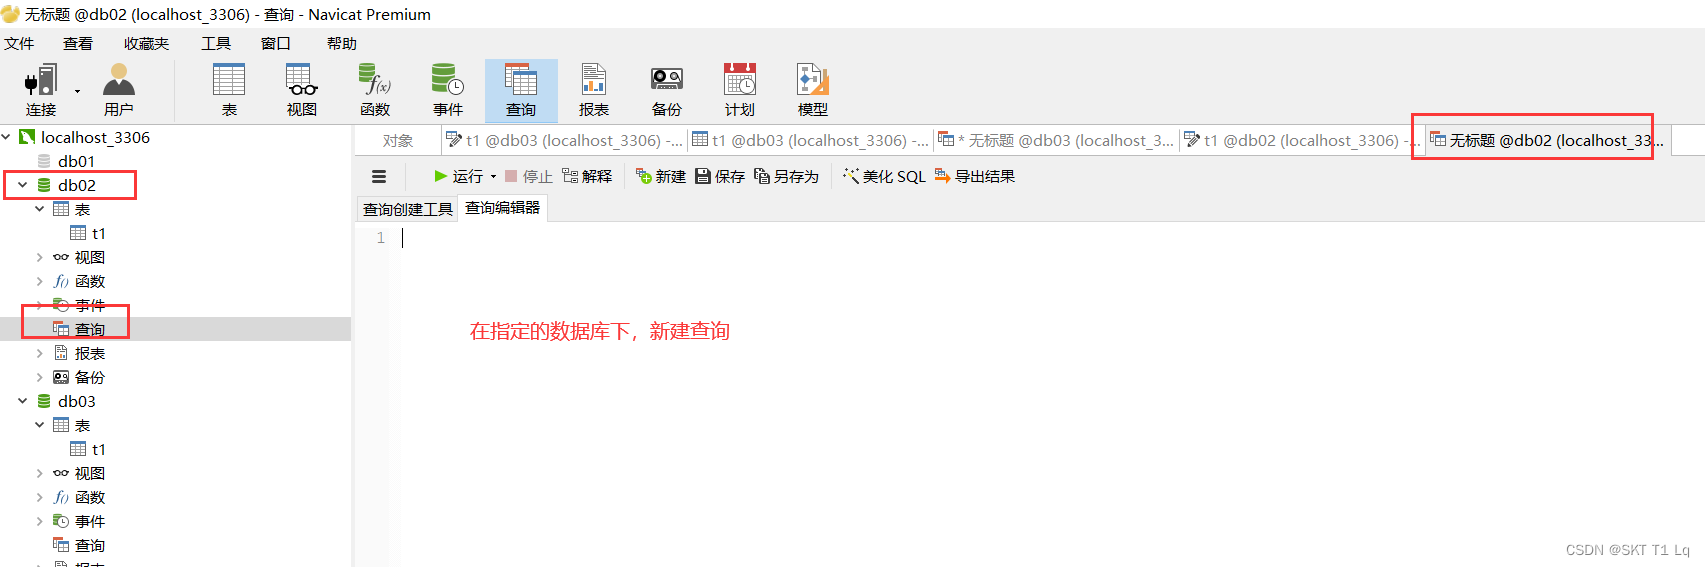 无标题 @db02 (localhost_3306) - 查询 - Navicat Premium
文件 查看 收藏夹 工具 窗口 帮助
连接 用户 表 视图 函数 事件 查询 报表 备份 计划 模型
localhost_3306
db01
db02
表
t1
视图
函数
事件
查询
报表
备份
db03
表
t1
视图
函数
事件
查询
报表
对象 t1 @db03 (localhost_3306) -... t1 @db03 (localhost_3306) -... * 无标题 @db03 (localhost_3... t1 @db02 (localhost_3306) -... 无标题 @db02 (localhost_33...
运行 停止 解释 新建 保存 另存为 美化 SQL 导出结果
查询创建工具 查询编辑器
1
在指定的数据库下，新建查询
CSDN @SKT T1 Lq